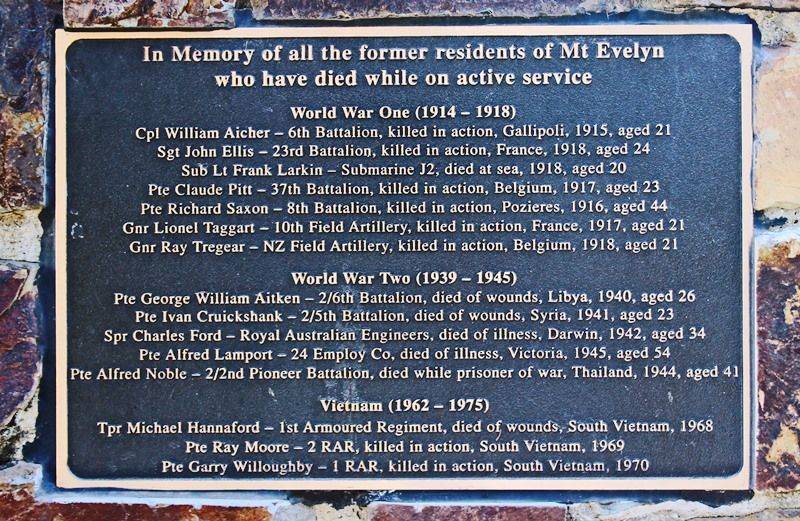 In Memory of all the former residents of Mt Evelyn
who have died while on active service
World War One (1914 – 1918)
Cpl William Aicher – 6th Battalion, killed in action, Gallipoli, 1915, aged 21
Sgt John Ellis – 23rd Battalion, killed in action, France, 1918, aged 24
Sub Lt Frank Larkin – Submarine J2, died at sea, 1918, aged 20
Pte Claude Pitt – 37th Battalion, killed in action, Belgium, 1917, aged 23
Pte Richard Saxon – 8th Battalion, killed in action, Pozieres, 1916, aged 44
Gnr Lionel Taggart – 10th Field Artillery, killed in action, France, 1917, aged 21
Gnr Ray Tregear – NZ Field Artillery, killed in action, Belgium, 1918, aged 21
World War Two (1939 – 1945)
Pte George William Aitken – 2/6th Battalion, died of wounds, Libya, 1940, aged 26
Pte Ivan Cruickshank – 2/5th Battalion, died of wounds, Syria, 1941, aged 23
Spr Charles Ford – Royal Australian Engineers, died of illness, Darwin, 1942, aged 34
Pte Alfred Lamport – 24 Employ Co, died of illness, Victoria, 1945, aged 54
Pte Alfred Noble – 2/2nd Pioneer Battalion, died while prisoner of war, Thailand, 1944, aged 41
Vietnam (1962 – 1975)
Tpr Michael Hannaford – 1st Armoured Regiment, died of wounds, South Vietnam, 1968
Pte Ray Moore – 2 RAR, killed in action, South Vietnam, 1969
Pte Garry Willoughby – 1 RAR, killed in action, South Vietnam, 1970